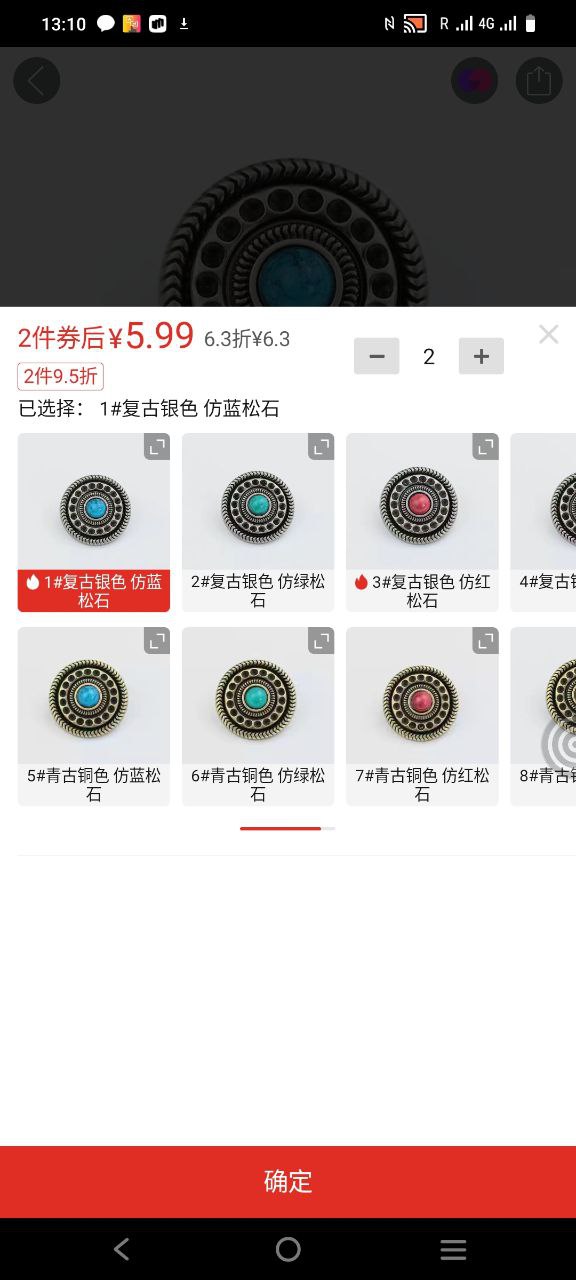 13:10
R 4G
2件券后¥5.99 6.3折¥6.3
2
2件9.5折
已选择： 1#复古银色 仿蓝松石
1#复古银色 仿蓝
松石
2#复古银色 仿绿松
石
3#复古银色 仿红
松石
4#复古
5#青古铜色 仿蓝松
石
6#青古铜色 仿绿松
石
7#青古铜色 仿红松
石
8#青古
确定